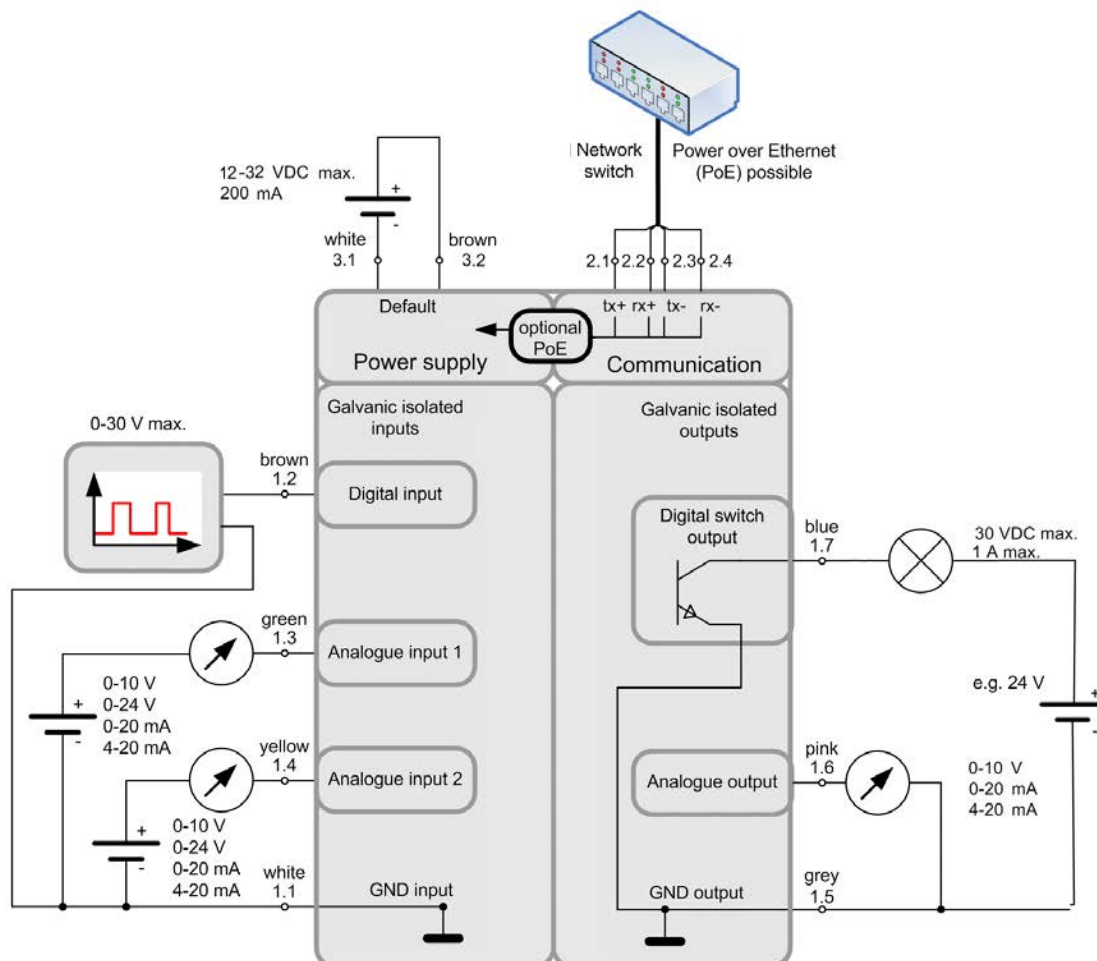 Network
switch
Power over Ethernet
(PoE) possible
12-32 VDC max.
200 mA
+
-
white
3.1
brown
3.2
2.1
2.2
2.3
2.4
Default
tx+
rx+
tx-
rx-
optional
PoE
Power supply
Communication
Galvanic isolated
inputs
Galvanic isolated
outputs
0-30 V max.
brown
1.2
Digital input
Digital switch
output
blue
1.7
30 VDC max.
1 A max.
green
1.3
Analogue input 1
+
-
0-10 V
0-24 V
0-20 mA
4-20 mA
e.g. 24 V
+
-
yellow
1.4
Analogue input 2
pink
1.6
Analogue output
0-10 V
0-20 mA
4-20 mA
+
-
0-10 V
0-24 V
0-20 mA
4-20 mA
white
1.1
GND input
GND output
grey
1.5